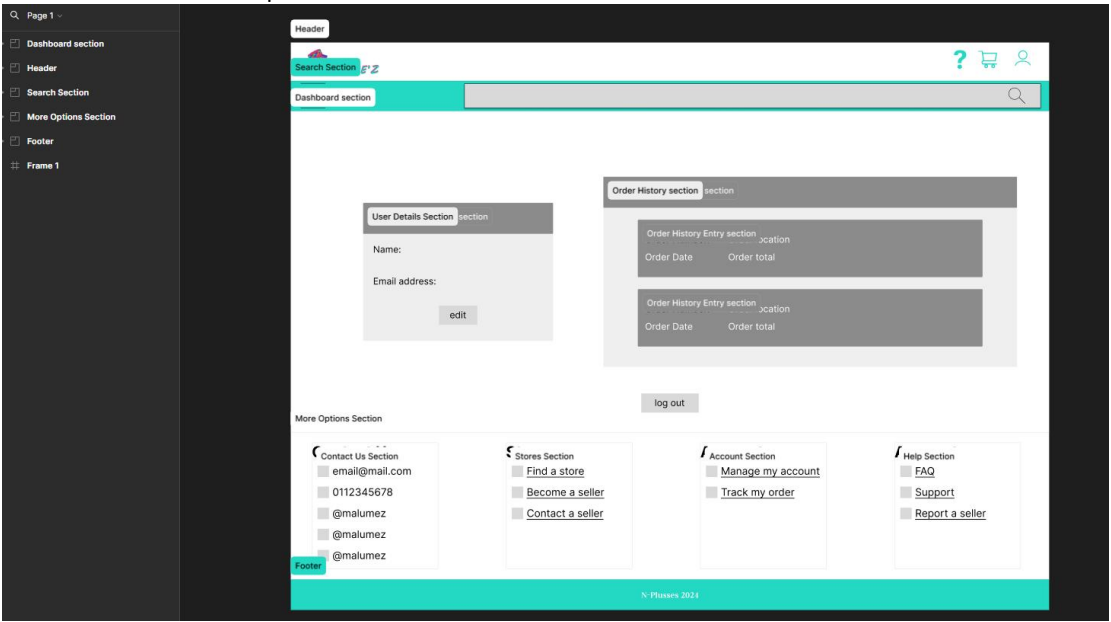 Page 1
Dashboard section
Header
Search Section
More Options Section
Footer
Frame 1
Header
Search Section
E'Z
?
Dashboard section
Order History section section
User Details Section section
Name:
Email address:
edit
Order History Entry section
ocation
Order Date Order total
Order History Entry section
ocation
Order Date Order total
log out
More Options Section
Contact Us Section
email@mail.com
0112345678
@malumez
@malumez
@malumez
Stores Section
Find a store
Become a seller
Contact a seller
Account Section
Manage my account
Track my order
Help Section
FAQ
Support
Report a seller
Footer
N-Plusses 2024